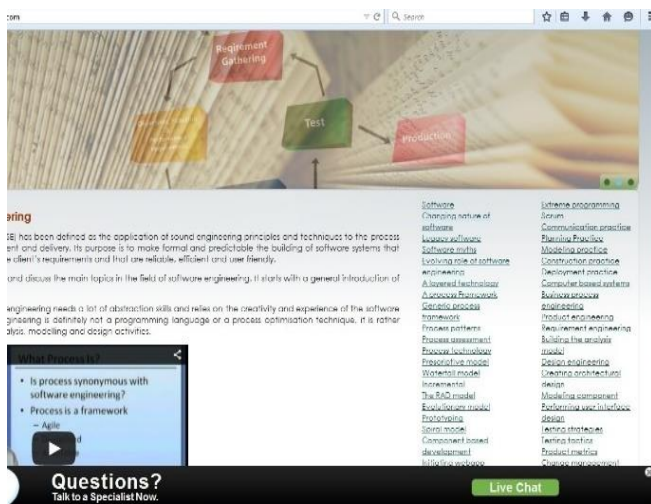 .com
Search
Reqirement
Gathering
Test
Production
ering
SE) has been defined as the application of sound engineering principles and techniques to the process
ent and delivery. Its purpose is to make formal and predictable the building of software systems that
e client's requirements and that are reliable, efficient and user friendly.
and discuss the main topics in the field of software engineering. It starts with a general introduction of
engineering needs a lot of abstraction skills and relies on the creativity and experience of the software
gineering is definitely not a programming language or a process optimisation technique, it is rather
alysis, modelling and design activities.
What Process Is?
• Is process synonymous with
software engineering?
• Process is a framework
– Agile
Software
Changing nature of
software
Legacy software
Software myths
Evolving role of software
engineering
A layered technology
A process Framework
Generic process
framework
Process patterns
Process assessment
Process technology
Prescriptive model
Waterfall model
Incremental
The RAD model
Evolutionary model
Prototyping
Spiral model
Component based
development
Initiating webapp
Extreme programming
Scrum
Communication practice
Planning Practice
Modeling practice
Construction practice
Deployment practice
Computer based systems
Business process
engineering
Product engineering
Requirement engineering
Building the analysis
model
Design engineering
Creating architectural
design
Modeling component
Performing user interface
design
Testing strategies
Testing tactics
Product metrics
Change management
Questions?
Talk to a Specialist Now.
Live Chat